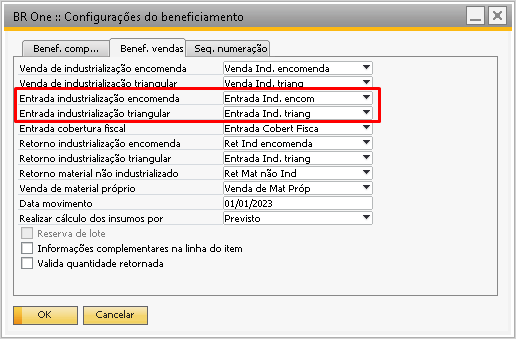 BR One :: Configurações do beneficiamento
Benef. comp... Benef. vendas Seq. numeração
Venda de industrialização encomenda Venda Ind. encomenda
Venda de industrialização triangular Venda Ind. triang
Entrada industrialização encomenda Entrada Ind. encom
Entrada industrialização triangular Entrada Ind. triang
Entrada cobertura fiscal Entrada Cobert Fisca
Retorno industrialização encomenda Ret Ind encomenda
Retorno industrialização triangular Entrada Ind. triang
Retorno material não industrializado Ret Mat não Ind
Venda de material próprio Venda de Mat Próp
Data movimento 01/01/2023
Realizar cálculo dos insumos por Previsto
Reserva de lote
Informações complementares na linha do item
Valida quantidade retornada
OK Cancelar